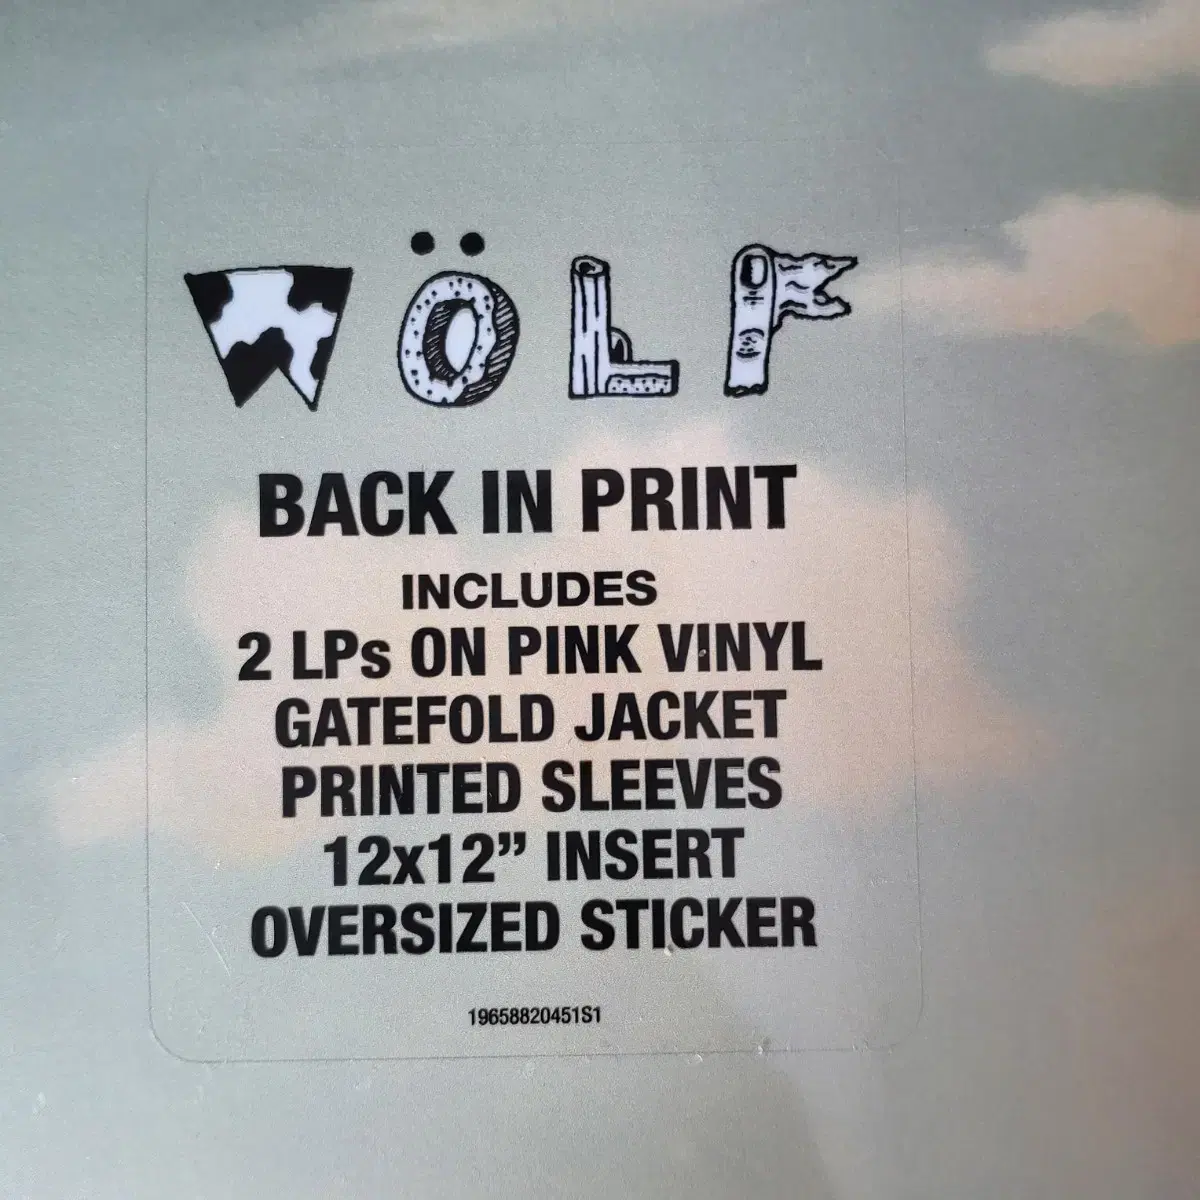 WÖLF
BACK IN PRINT
INCLUDES
2 LPs ON PINK VINYL
GATEFOLD JACKET
PRINTED SLEEVES
12x12” INSERT
OVERSIZED STICKER
19658820451S1